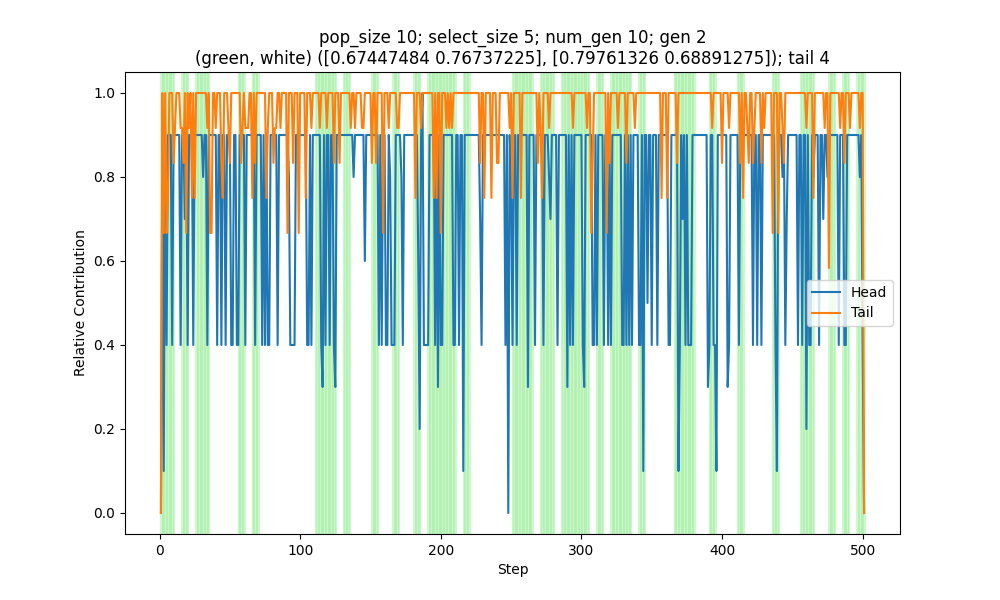 pop_size 10; select_size 5; num_gen 10; gen 2
(green, white) ([0.67447484 0.76737225], [0.79761326 0.68891275]); tail 4
1.0
0.8
0.6
0.4
0.2
0.0
Relative Contribution
Head
Tail
0 100 200 300 400 500
Step